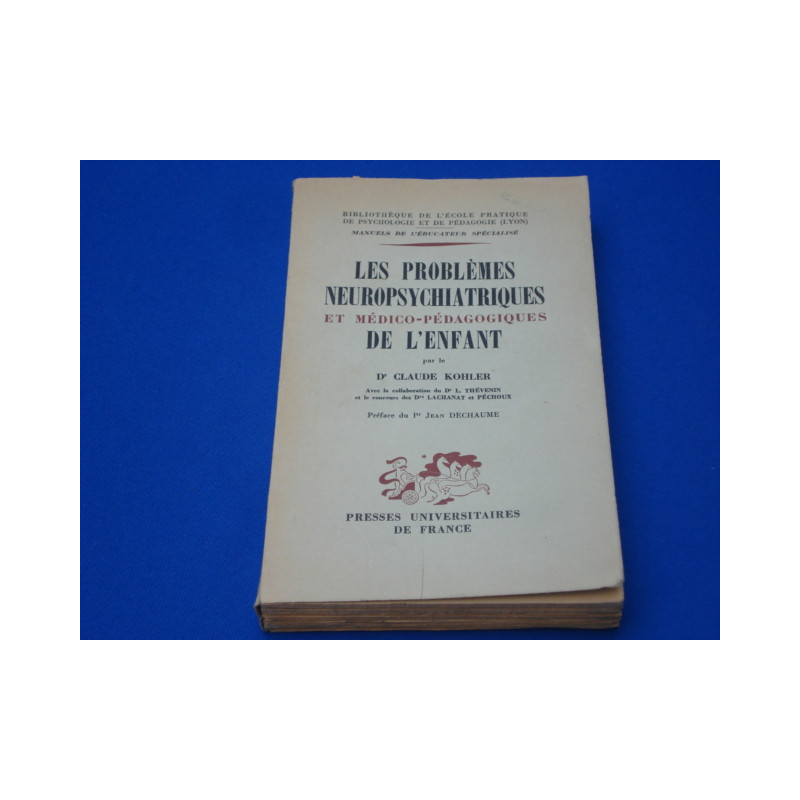 BIBLIOTHÈQUE DE L'ÉCOLE PRATIQUE
DE PSYCHOLOGIE ET DE PÉDAGOGIE (LYON)
MANUELS DE L'ÉDUCATEUR SPÉCIALISÉ
LES PROBLÈMES
NEUROPSYCHIATRIQUES
ET MÉDICO-PÉDAGOGIQUES
DE L'ENFANT
par le
Dr CLAUDE KOHLER
Avec la collaboration du Dr L. THÉVENIN
et le concours des Drs LACHANAT et PÉCHOUX
Préface du Pr JEAN DECHAUME
PRESSES UNIVERSITAIRES
DE FRANCE